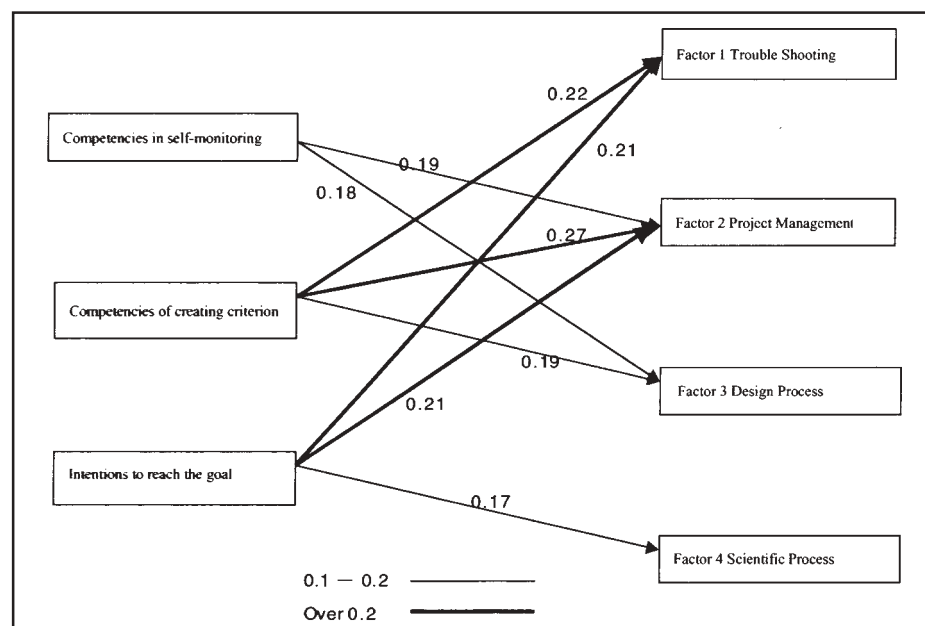 Factor 1 Trouble Shooting
0.22
Competencies in self-monitoring
0.21
0.19
0.18
Factor 2 Project Management
0.27
Competencies of creating criterion
0.19
Factor 3 Design Process
0.21
Intentions to reach the goal
0.17
Factor 4 Scientific Process
0.1 — 0.2
Over 0.2